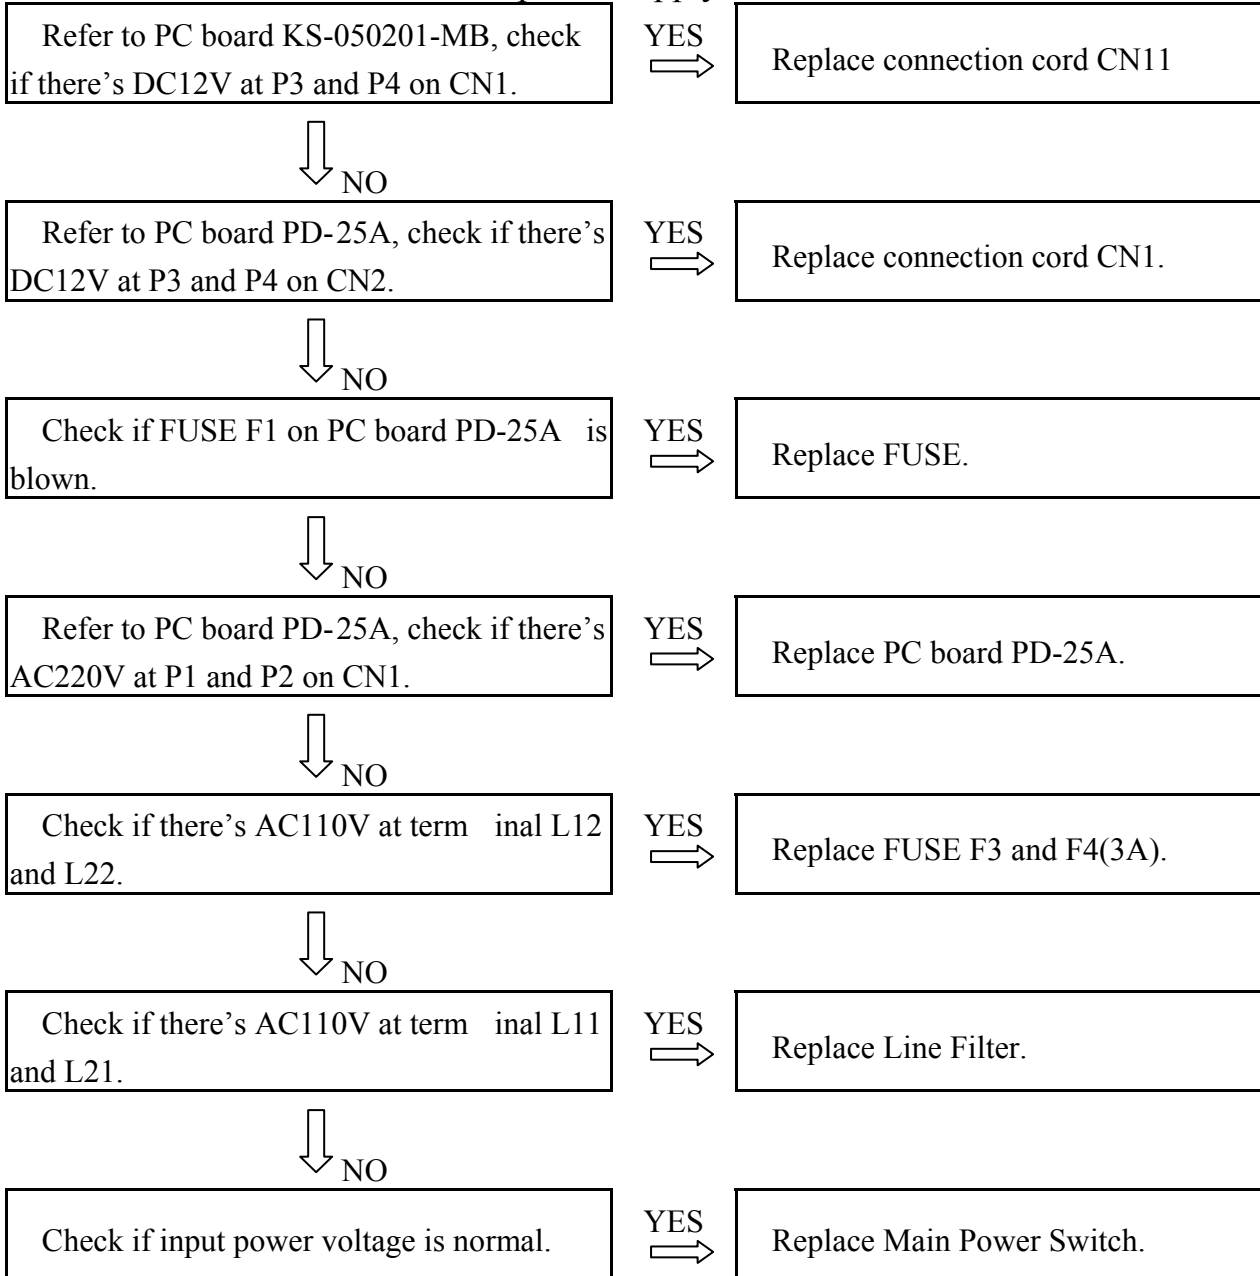 Refer to PC board KS-050201-MB, check
if there’s DC12V at P3 and P4 on CN1.
YES
Replace connection cord CN11
NO
Refer to PC board PD-25A, check if there’s
DC12V at P3 and P4 on CN2.
YES
Replace connection cord CN1.
NO
Check if FUSE F1 on PC board PD-25A is
blown.
YES
Replace FUSE.
NO
Refer to PC board PD-25A, check if there’s
AC220V at P1 and P2 on CN1.
YES
Replace PC board PD-25A.
NO
Check if there’s AC110V at term inal L12
and L22.
YES
Replace FUSE F3 and F4(3A).
NO
Check if there’s AC110V at term inal L11
and L21.
YES
Replace Line Filter.
NO
Check if input power voltage is normal.
YES
Replace Main Power Switch.